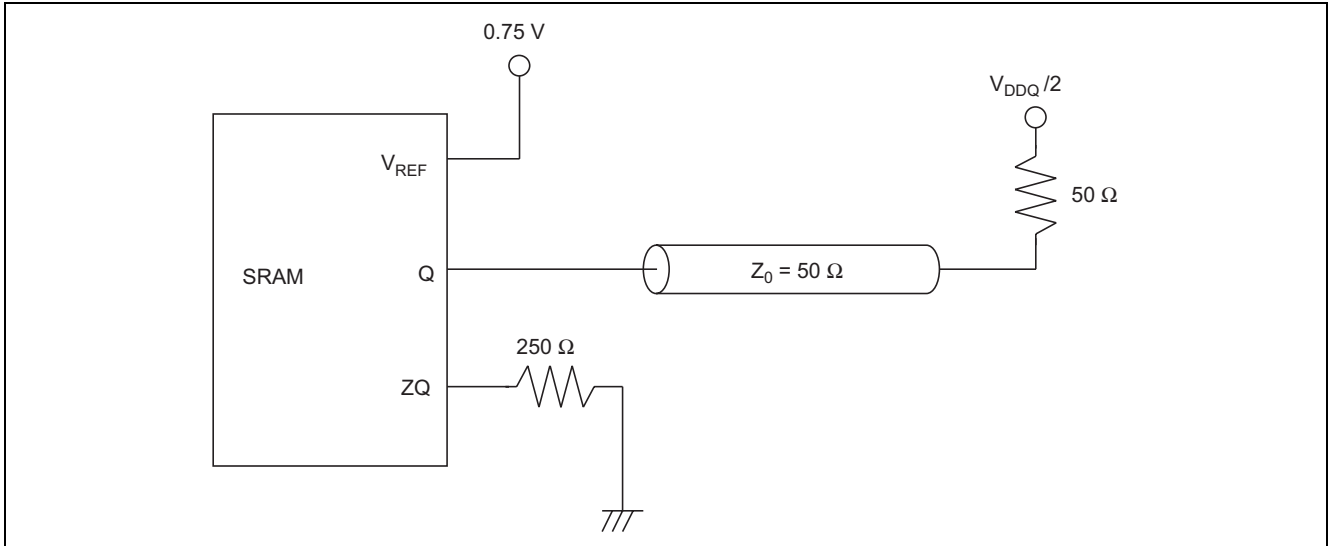 0.75 V
V_DDQ /2
V_REF
50 Ω
SRAM
Q
Z_0 = 50 Ω
250 Ω
ZQ